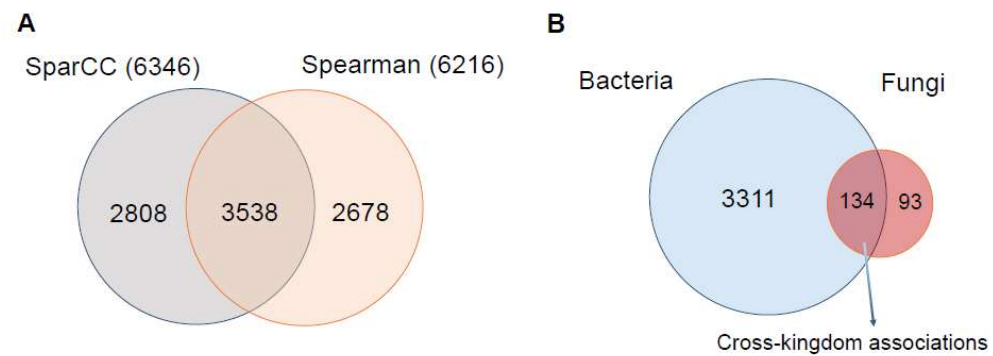 A
SparCC (6346)
Spearman (6216)
2808
3538
2678
B
Bacteria
Fungi
3311
134
93
Cross-kingdom associations